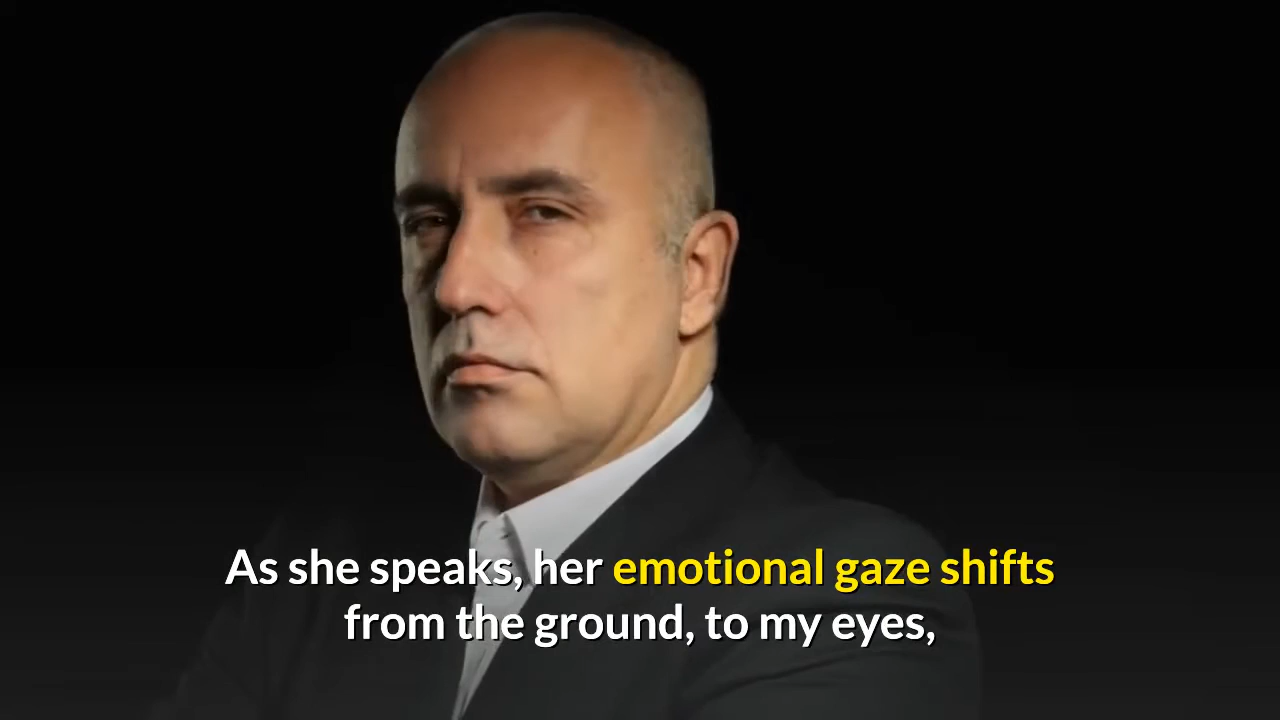 As she speaks, her emotional gaze shifts
from the ground, to my eyes,